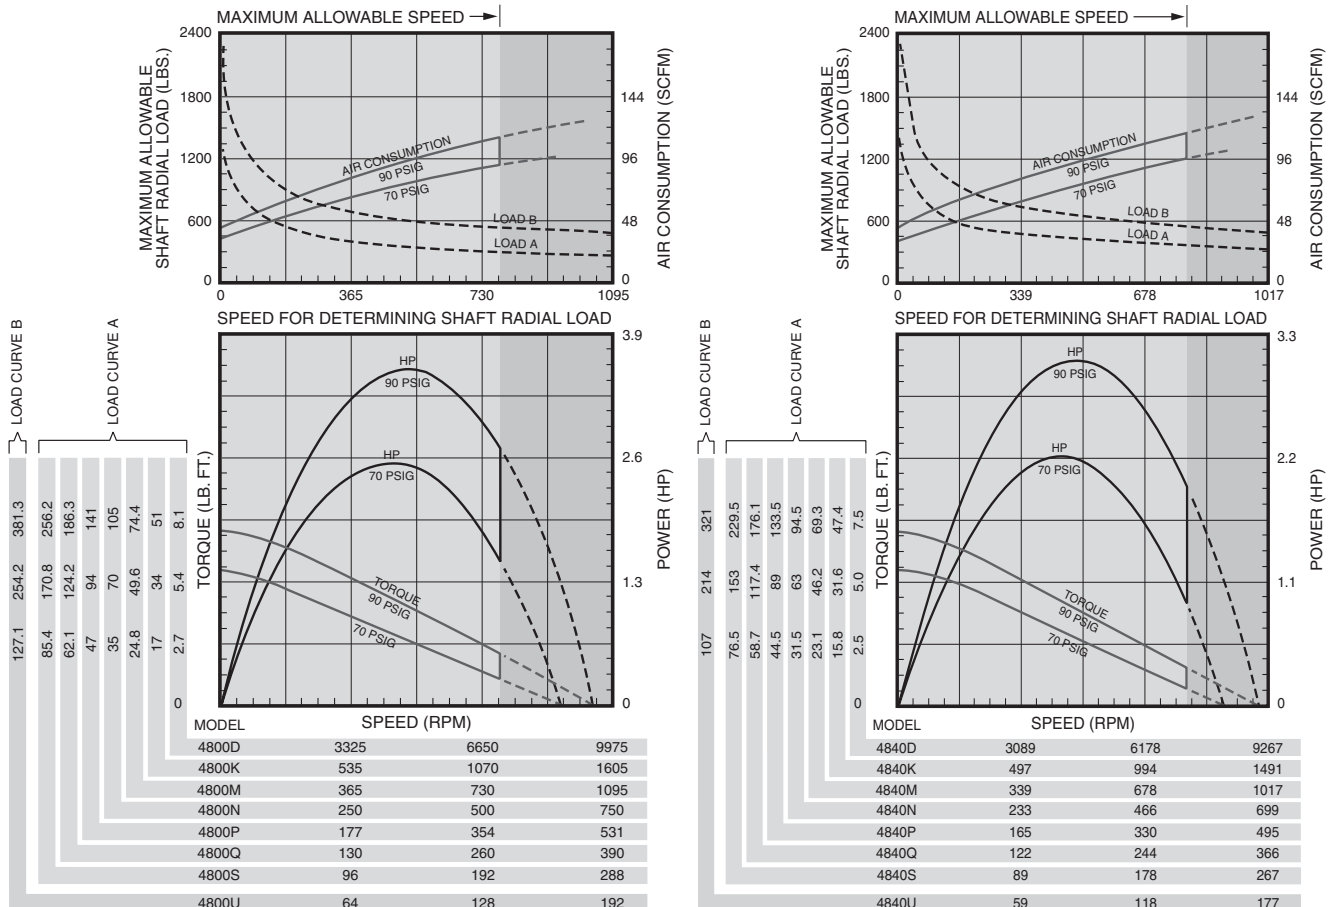 MAXIMUM ALLOWABLE SPEED
MAXIMUM ALLOWABLE
SHAFT RADIAL LOAD (LBS.)
2400
1800
1200
600
0
144
96
48
0
AIR CONSUMPTION (SCFM)
AIR CONSUMPTION
90 PSIG
70 PSIG
LOAD B
LOAD A
0 365 730 1095
SPEED FOR DETERMINING SHAFT RADIAL LOAD
LOAD CURVE B
LOAD CURVE A
381.3 256.2 186.3 141 105 74.4 51 8.1
254.2 170.8 124.2 94 70 49.6 34 5.4
127.1 85.4 62.1 47 35 24.8 17 2.7
0
TORQUE (LB. FT.)
HP
90 PSIG
HP
70 PSIG
TORQUE
90 PSIG
70 PSIG
3.9
2.6
1.3
0
POWER (HP)
MODEL SPEED (RPM)
4800D 3325 6650 9975
4800K 535 1070 1605
4800M 365 730 1095
4800N 250 500 750
4800P 177 354 531
4800Q 130 260 390
4800S 96 192 288
4800U 64 128 192
MAXIMUM ALLOWABLE SPEED
MAXIMUM ALLOWABLE
SHAFT RADIAL LOAD (LBS.)
2400
1800
1200
600
0
144
96
48
0
AIR CONSUMPTION (SCFM)
AIR CONSUMPTION
90 PSIG
70 PSIG
LOAD B
LOAD A
0 339 678 1017
SPEED FOR DETERMINING SHAFT RADIAL LOAD
LOAD CURVE B
LOAD CURVE A
321 229.5 176.1 133.5 94.5 69.3 47.4 7.5
214 153 117.4 89 63 46.2 31.6 5.0
107 76.5 58.7 44.5 31.5 23.1 15.8 2.5
0
TORQUE (LB. FT.)
HP
90 PSIG
HP
70 PSIG
TORQUE
90 PSIG
70 PSIG
3.3
2.2
1.1
0
POWER (HP)
MODEL SPEED (RPM)
4840D 3089 6178 9267
4840K 497 994 1491
4840M 339 678 1017
4840N 233 466 699
4840P 165 330 495
4840Q 122 244 366
4840S 89 178 267
4840U 59 118 177